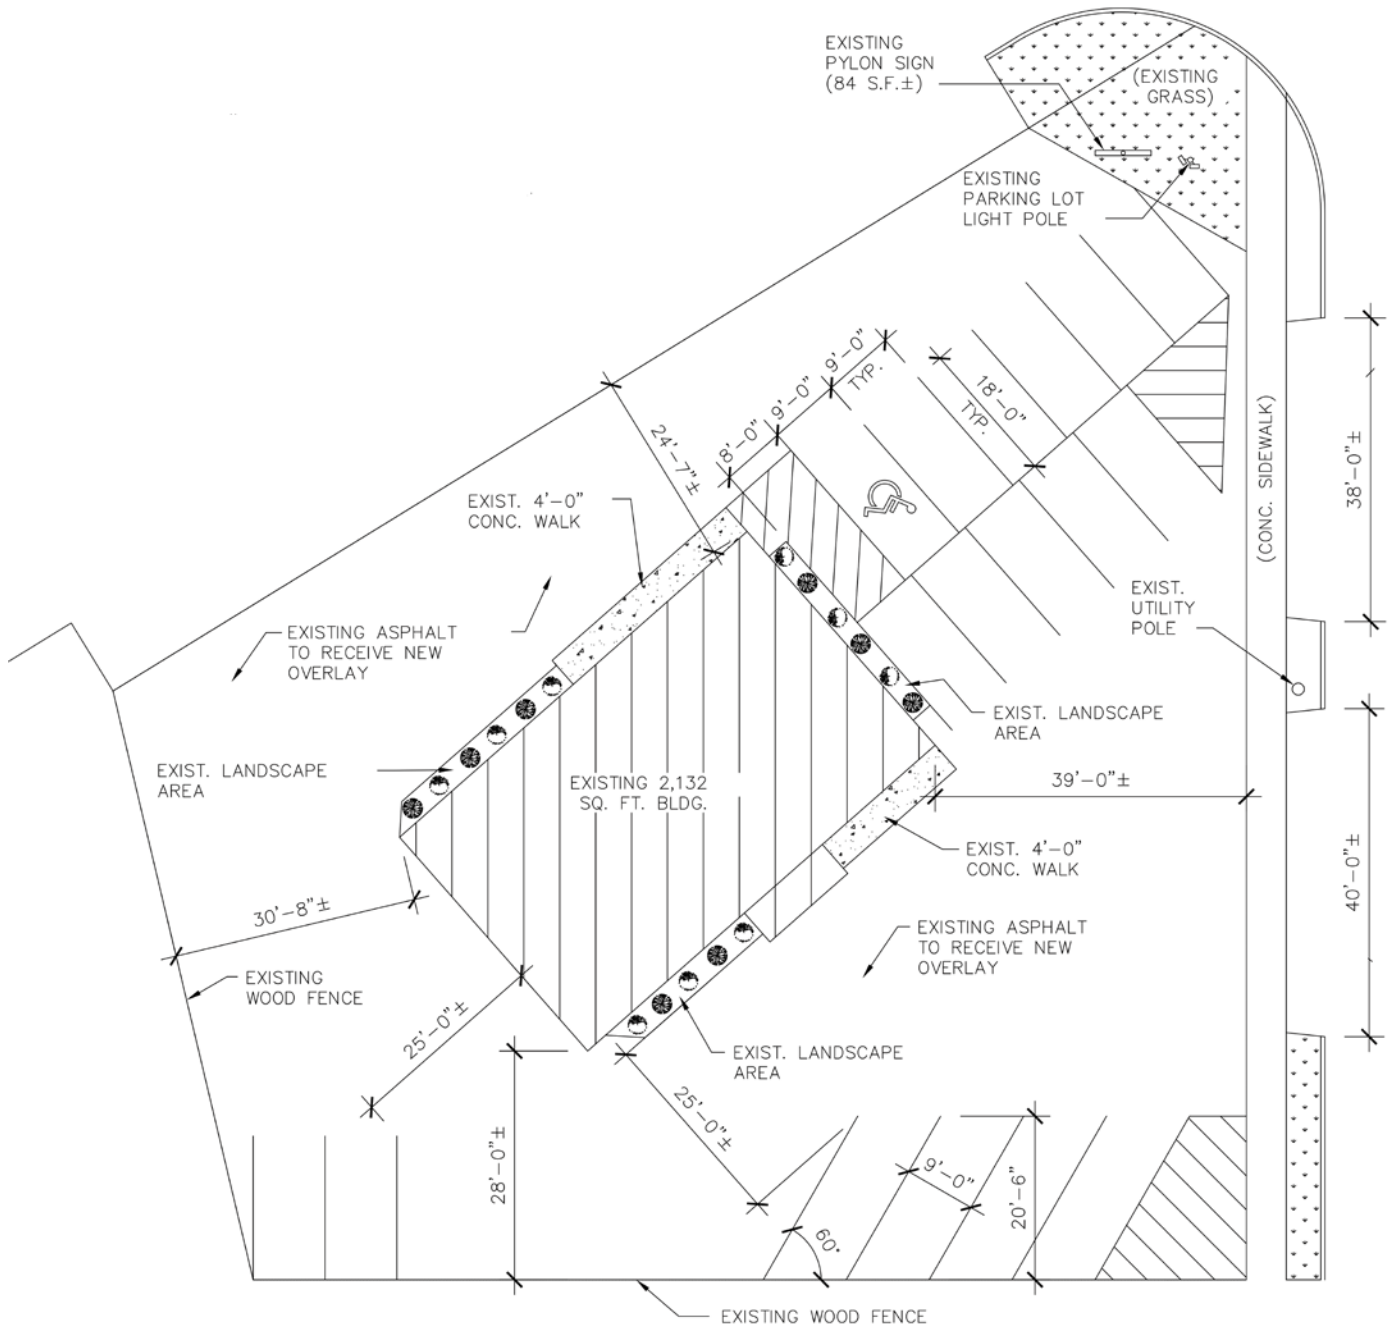 EXISTING
PYLON SIGN
(84 S.F.±)
(EXISTING
GRASS)
EXISTING
PARKING LOT
LIGHT POLE
9'-0"
TYP.
9'-0"
8'-0"
18'-0"
TYP.
24'-7"±
(CONC. SIDEWALK)
38'-0"±
EXIST. 4'-0"
CONC. WALK
EXIST.
UTILITY
POLE
EXISTING ASPHALT
TO RECEIVE NEW
OVERLAY
EXIST. LANDSCAPE
AREA
EXIST. LANDSCAPE
AREA
EXISTING 2,132
SQ. FT. BLDG.
39'-0"±
EXIST. 4'-0"
CONC. WALK
40'-0"±
30'-8"±
EXISTING ASPHALT
TO RECEIVE NEW
OVERLAY
EXISTING
WOOD FENCE
25'-0"±
EXIST. LANDSCAPE
AREA
25'-0"±
28'-0"±
9'-0"
20'-6"
60°
EXISTING WOOD FENCE